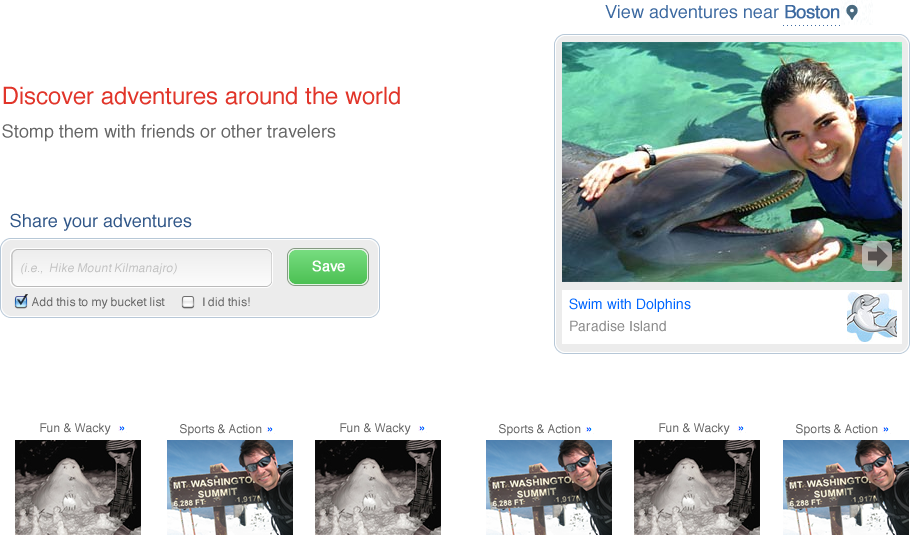 View adventures near Boston
Discover adventures around the world
Stomp them with friends or other travelers
Share your adventures
(i.e., Hike Mount Kilmanajro)
Save
Add this to my bucket list
I did this!
Swim with Dolphins
Paradise Island
Fun & Wacky »
Sports & Action »
Fun & Wacky »
Sports & Action »
Fun & Wacky »
Sports & Action »
MT WASHINGTON
SUMMIT
6,288 FT 1,917M
MT WASHINGTON
SUMMIT
6,288 FT 1,917M
MT WASHINGTON
SUMMIT
6,288 FT 1,917